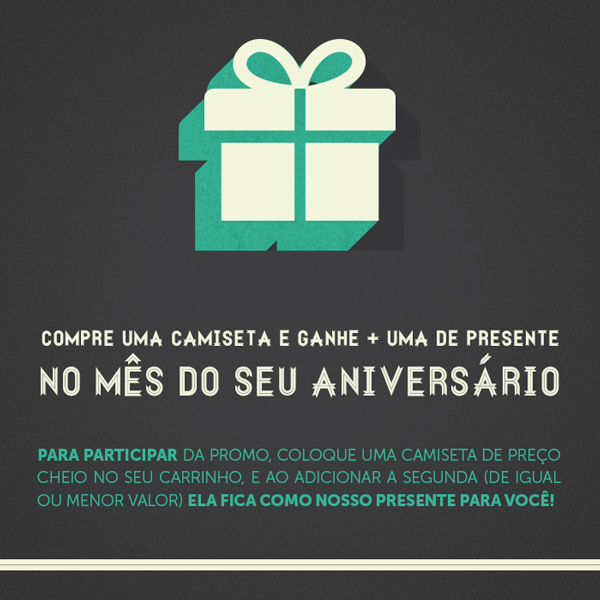 COMPRE UMA CAMISETA E GANHE + UMA DE PRESENTE
NO MÊS DO SEU ANIVERSÁRIO
PARA PARTICIPAR DA PROMO, COLOQUE UMA CAMISETA DE PREÇO
CHEIO NO SEU CARRINHO, E AO ADICIONAR A SEGUNDA (DE IGUAL
OU MENOR VALOR) ELA FICA COMO NOSSO PRESENTE PARA VOCÊ!